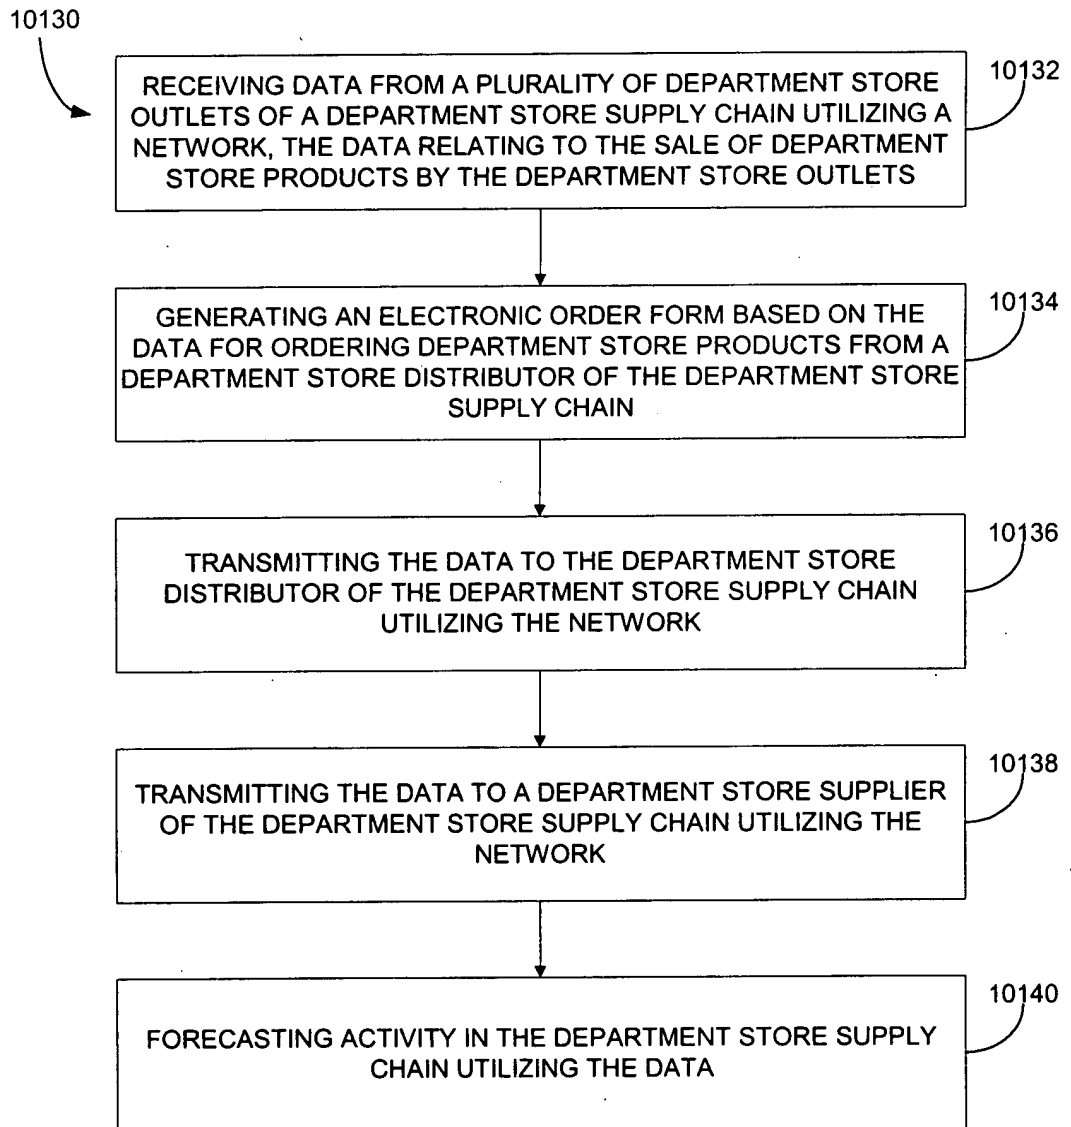 10130
RECEIVING DATA FROM A PLURALITY OF DEPARTMENT STORE
OUTLETS OF A DEPARTMENT STORE SUPPLY CHAIN UTILIZING A
NETWORK, THE DATA RELATING TO THE SALE OF DEPARTMENT
STORE PRODUCTS BY THE DEPARTMENT STORE OUTLETS
10132
GENERATING AN ELECTRONIC ORDER FORM BASED ON THE
DATA FOR ORDERING DEPARTMENT STORE PRODUCTS FROM A
DEPARTMENT STORE DISTRIBUTOR OF THE DEPARTMENT STORE
SUPPLY CHAIN
10134
TRANSMITTING THE DATA TO THE DEPARTMENT STORE
DISTRIBUTOR OF THE DEPARTMENT STORE SUPPLY CHAIN
UTILIZING THE NETWORK
10136
TRANSMITTING THE DATA TO A DEPARTMENT STORE SUPPLIER
OF THE DEPARTMENT STORE SUPPLY CHAIN UTILIZING THE
NETWORK
10138
FORECASTING ACTIVITY IN THE DEPARTMENT STORE SUPPLY
CHAIN UTILIZING THE DATA
10140